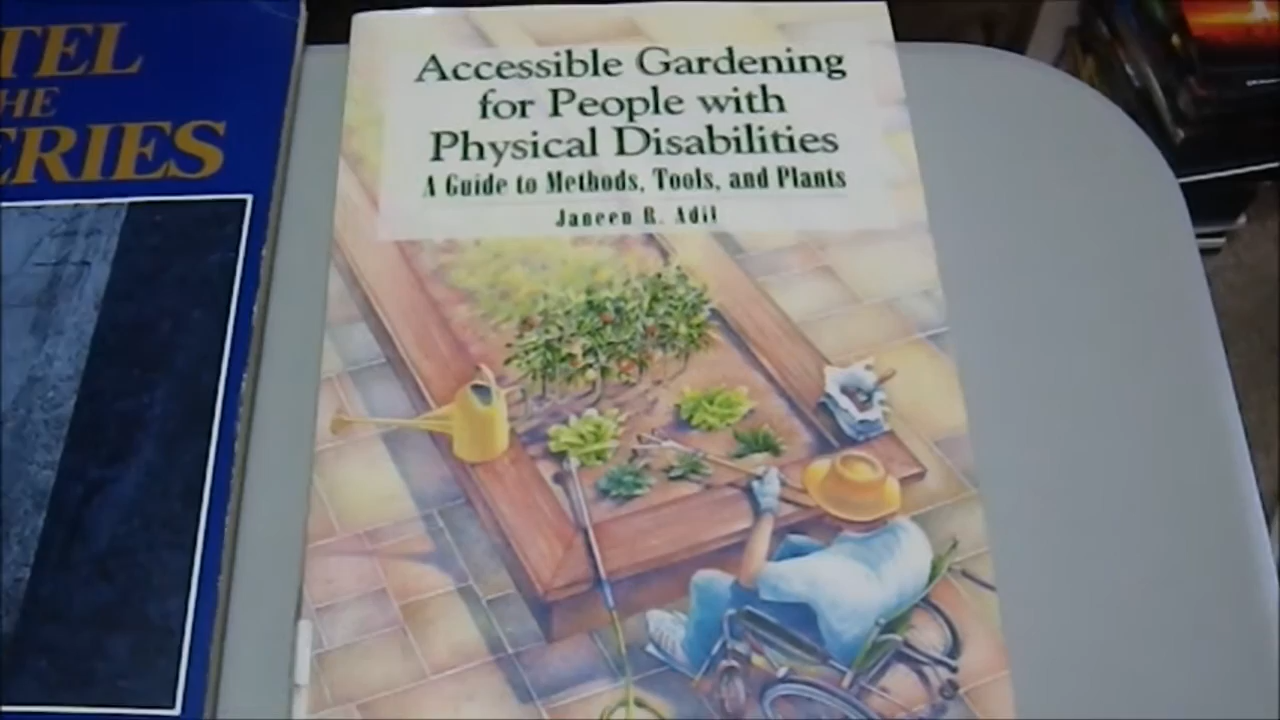 TEL
HE
ERIES
Accessible Gardening
for People with
Physical Disabilities
A Guide to Methods, Tools, and Plants
Janeen R. Adil